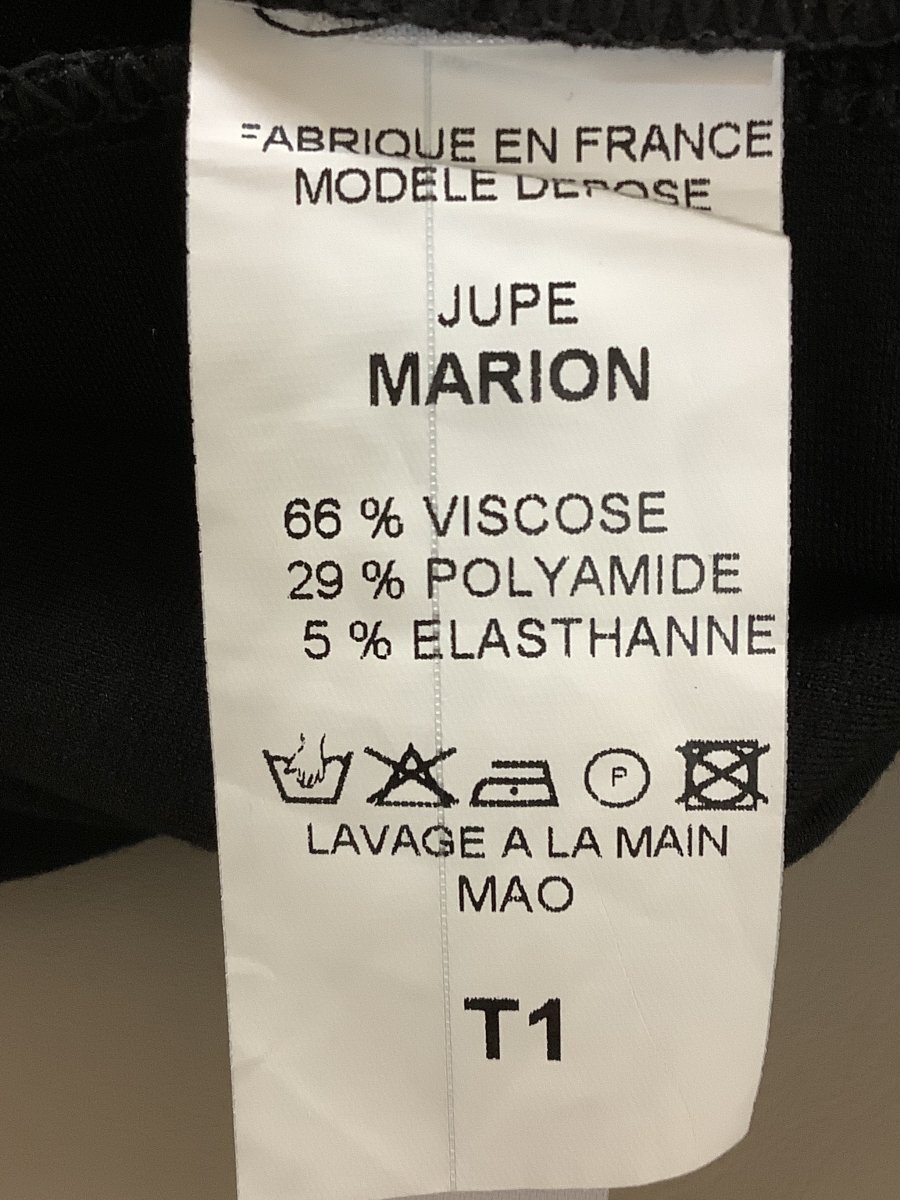 FABRIQUE EN FRANCE
MODELE DEPOSE
JUPE
MARION
66 % VISCOSE
29 % POLYAMIDE
5 % ELASTHANNE
P
LAVAGE A LA MAIN
MAO
T1